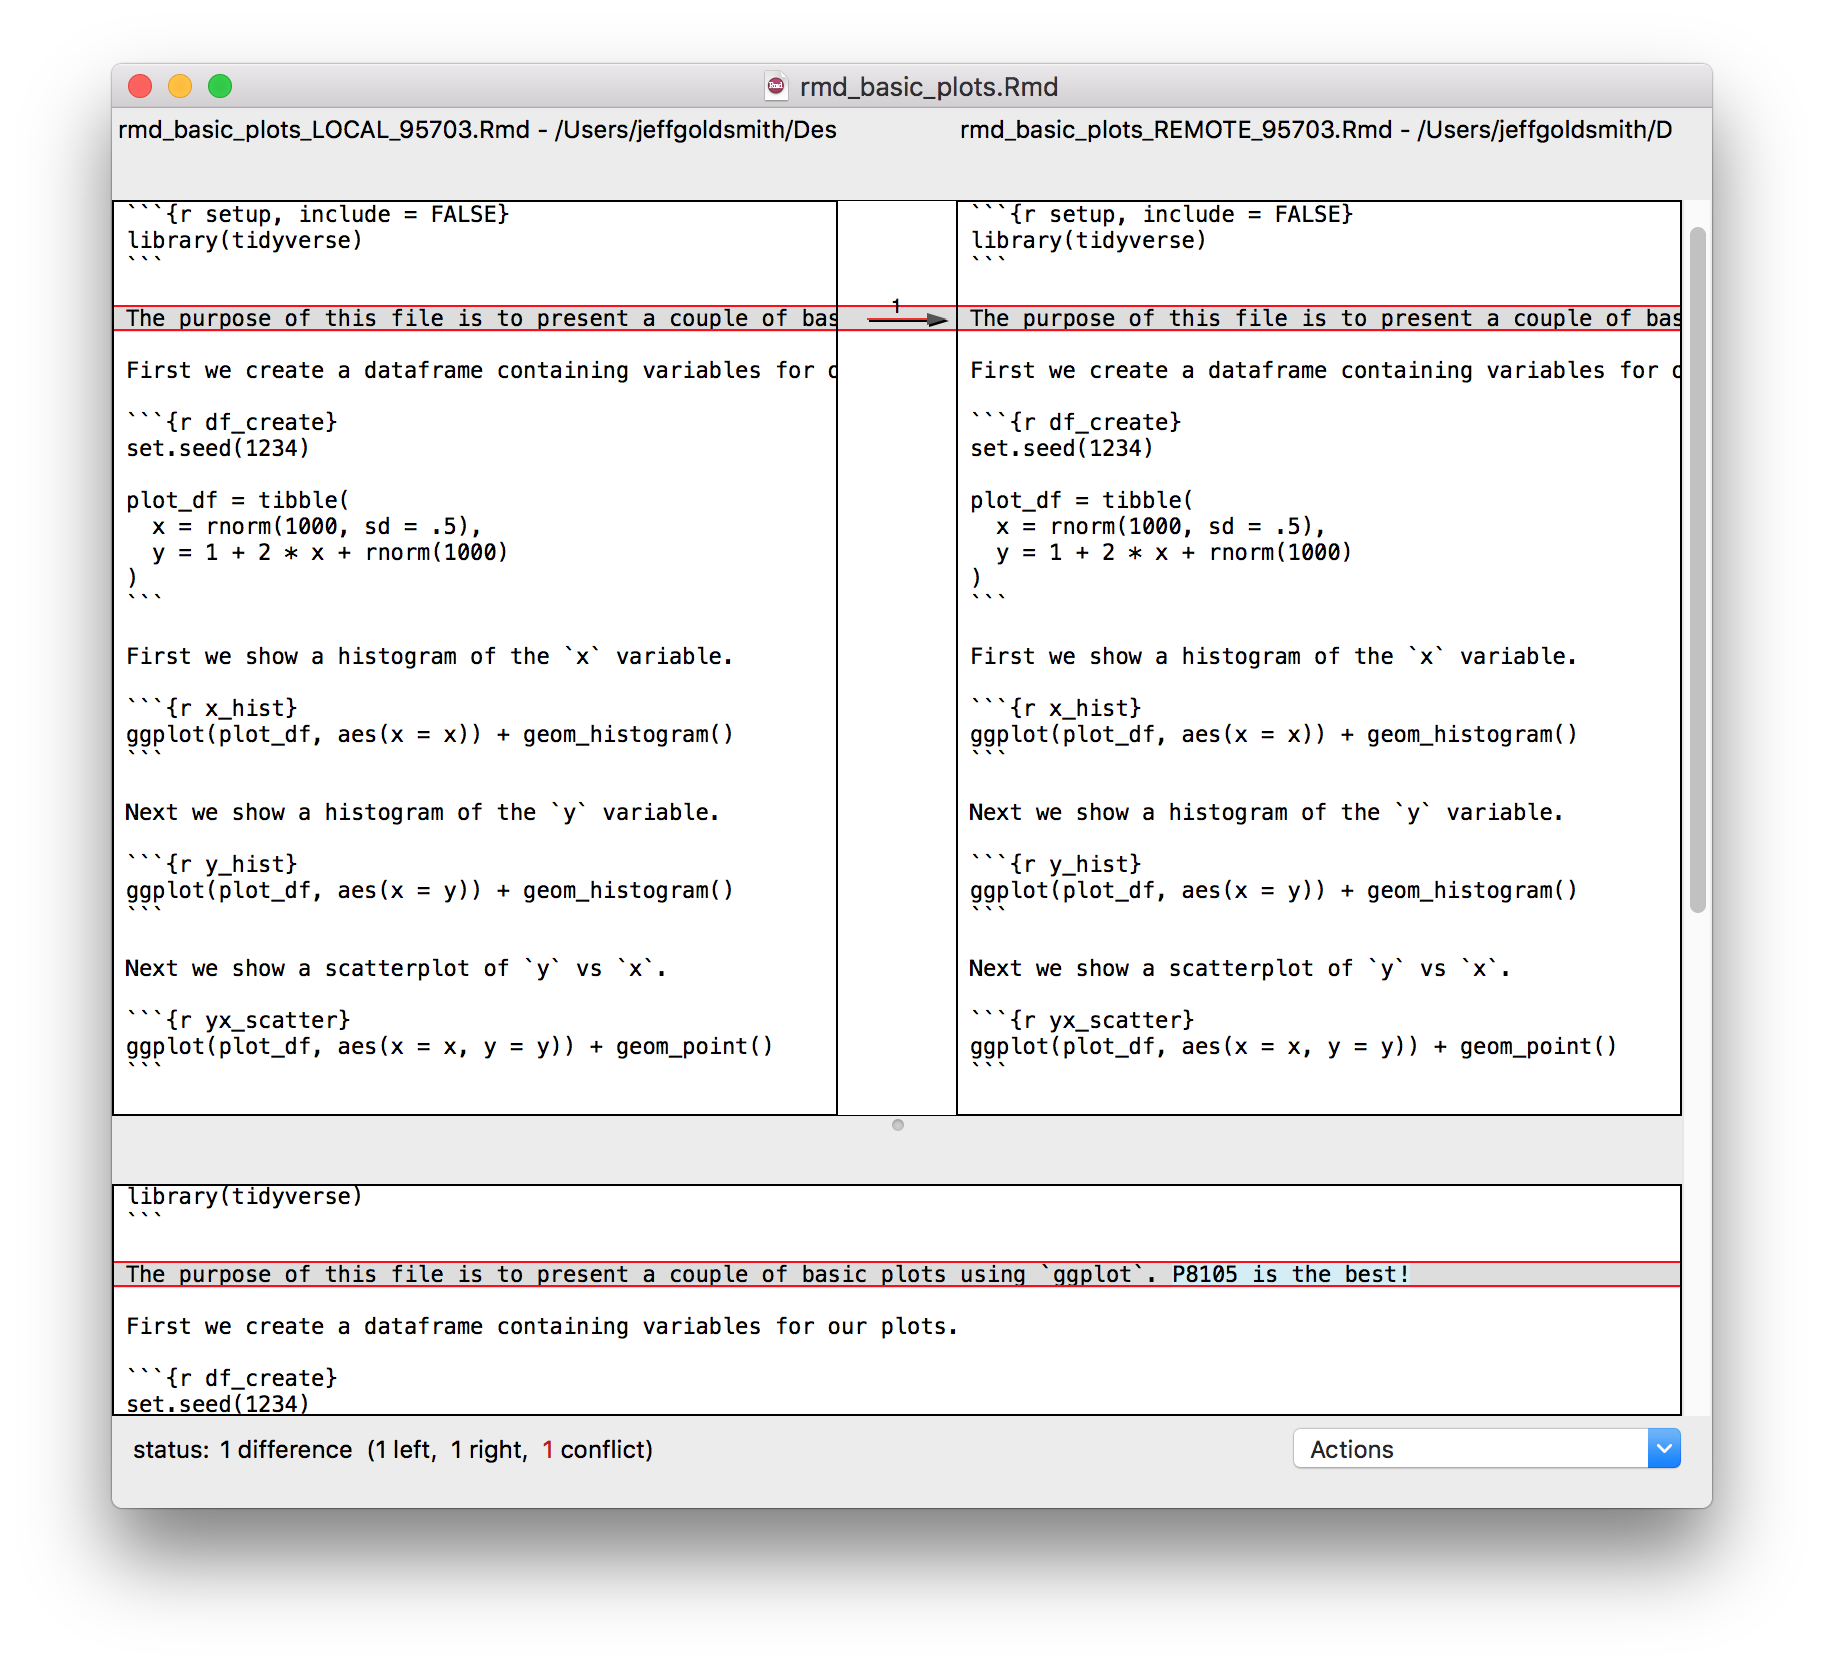 rmd_basic_plots.Rmd
rmd_basic_plots_LOCAL_95703.Rmd - /Users/jeffgoldsmith/Des
rmd_basic_plots_REMOTE_95703.Rmd - /Users/jeffgoldsmith/D
```{r setup, include = FALSE}
library(tidyverse)
```
The purpose of this file is to present a couple of bas
First we create a dataframe containing variables for o
```{r df_create}
set.seed(1234)
plot_df = tibble(
  x = rnorm(1000, sd = .5),
  y = 1 + 2 * x + rnorm(1000)
)
```
First we show a histogram of the `x` variable.
```{r x_hist}
ggplot(plot_df, aes(x = x)) + geom_histogram()
```
Next we show a histogram of the `y` variable.
```{r y_hist}
ggplot(plot_df, aes(x = y)) + geom_histogram()
```
Next we show a scatterplot of `y` vs `x`.
```{r yx_scatter}
ggplot(plot_df, aes(x = x, y = y)) + geom_point()
```
1
```{r setup, include = FALSE}
library(tidyverse)
```
The purpose of this file is to present a couple of bas
First we create a dataframe containing variables for o
```{r df_create}
set.seed(1234)
plot_df = tibble(
  x = rnorm(1000, sd = .5),
  y = 1 + 2 * x + rnorm(1000)
)
```
First we show a histogram of the `x` variable.
```{r x_hist}
ggplot(plot_df, aes(x = x)) + geom_histogram()
```
Next we show a histogram of the `y` variable.
```{r y_hist}
ggplot(plot_df, aes(x = y)) + geom_histogram()
```
Next we show a scatterplot of `y` vs `x`.
```{r yx_scatter}
ggplot(plot_df, aes(x = x, y = y)) + geom_point()
```
library(tidyverse)
```
The purpose of this file is to present a couple of basic plots using `ggplot`. P8105 is the best!
First we create a dataframe containing variables for our plots.
```{r df_create}
set.seed(1234)
status: 1 difference (1 left, 1 right, 1 conflict)
Actions